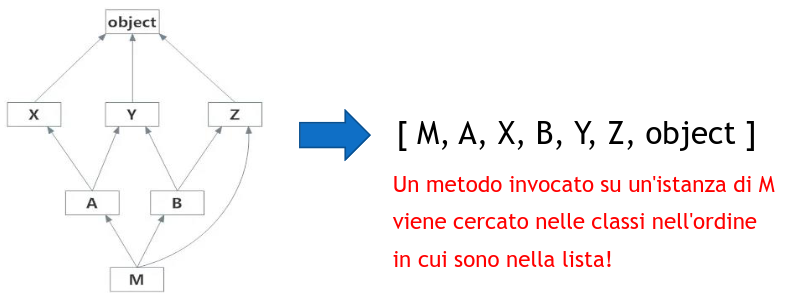 object
X
Y
Z
A
B
M
[ M, A, X, B, Y, Z, object ]
Un metodo invocato su un'istanza di M
viene cercato nelle classi nell'ordine
in cui sono nella lista!